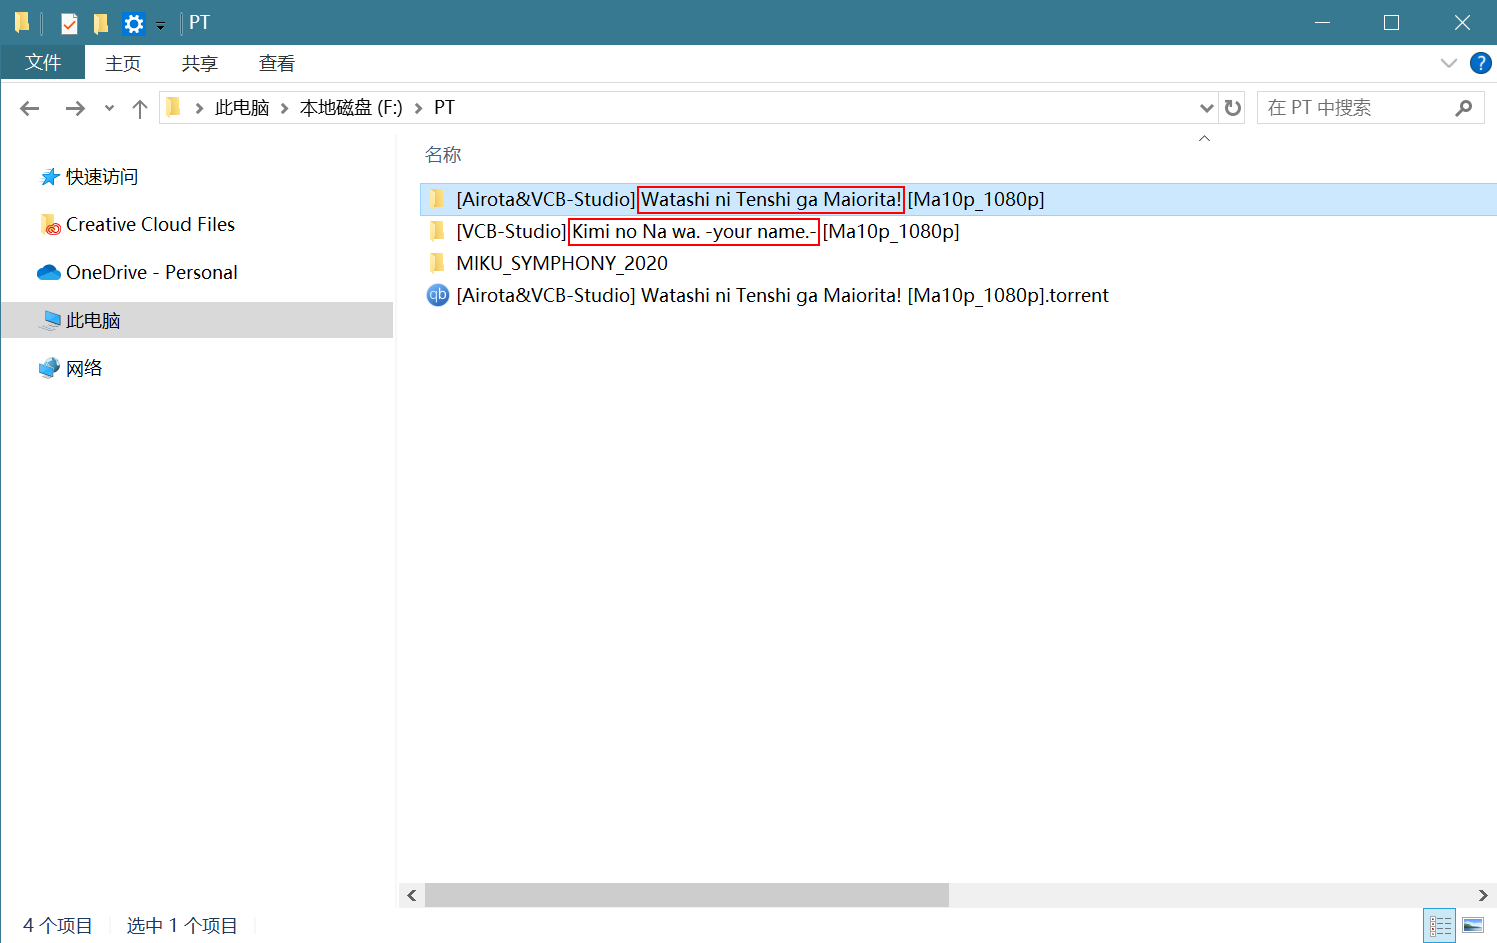 PT
文件 主页 共享 查看
此电脑 本地磁盘 (F:) PT
在 PT 中搜索
快速访问
Creative Cloud Files
OneDrive - Personal
此电脑
网络
名称
[Airota&VCB-Studio] Watashi ni Tenshi ga Maiorita! [Ma10p_1080p]
[VCB-Studio] Kimi no Na wa. -your name.- [Ma10p_1080p]
MIKU_SYMPHONY_2020
qb [Airota&VCB-Studio] Watashi ni Tenshi ga Maiorita! [Ma10p_1080p].torrent
4 个项目 选中 1 个项目